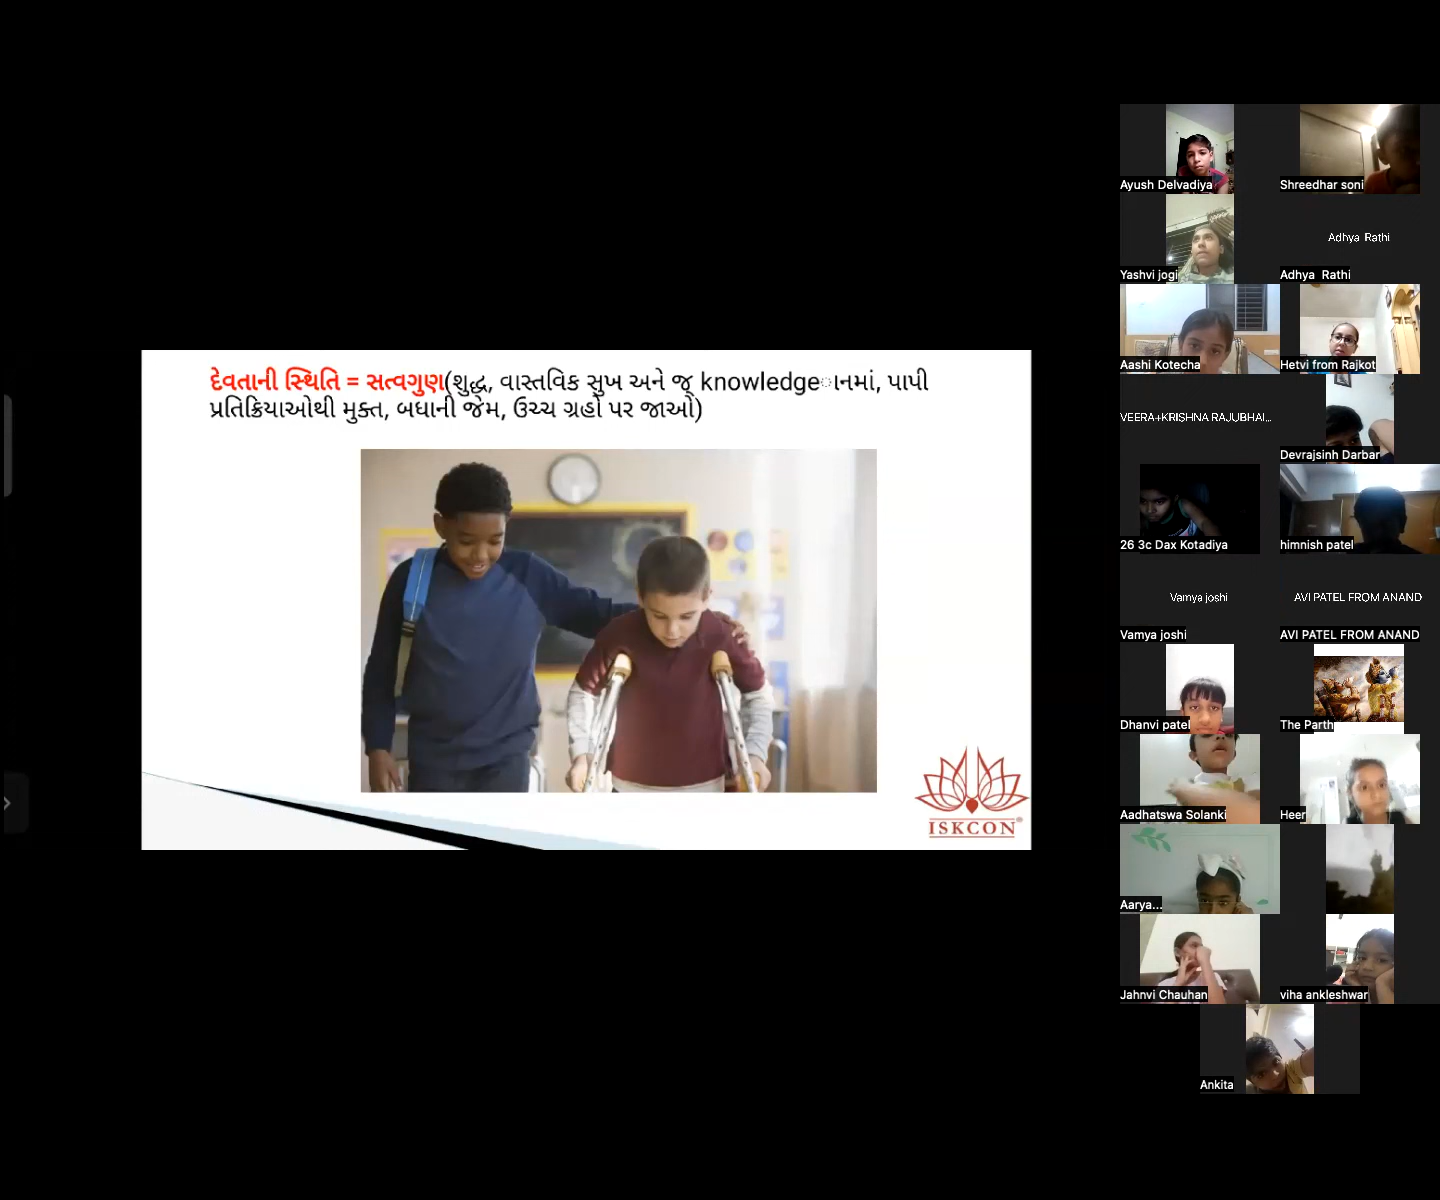 દેવતાની સ્થિતિ = સત્વગુણ(શુદ્ધ, વાસ્તવિક સુખ અને જ્ knowledgeાનમાં, પાપી
પ્રતિક્રિયાઓથી મુક્ત, બધાની જેમ, ઉચ્ચ ગ્રહો પર જાઓ)
ISKCON®
Ayush Delvadiya
Shreedhar soni
Yashvi jogi
Adhya Rathi
Adhya Rathi
Aashi Kotecha
Hetvi from Rajkot
VEERA+KRISHNA RAJUBHAI...
Devrajsinh Darbar
26 3c Dax Kotadiya
himnish patel
Vamya joshi
Vamya joshi
AVI PATEL FROM ANAND
AVI PATEL FROM ANAND
Dhanvi patel
The Parth
Aadhatswa Solanki
Heer
Aarya...
Jahnvi Chauhan
viha ankleshwar
Ankita